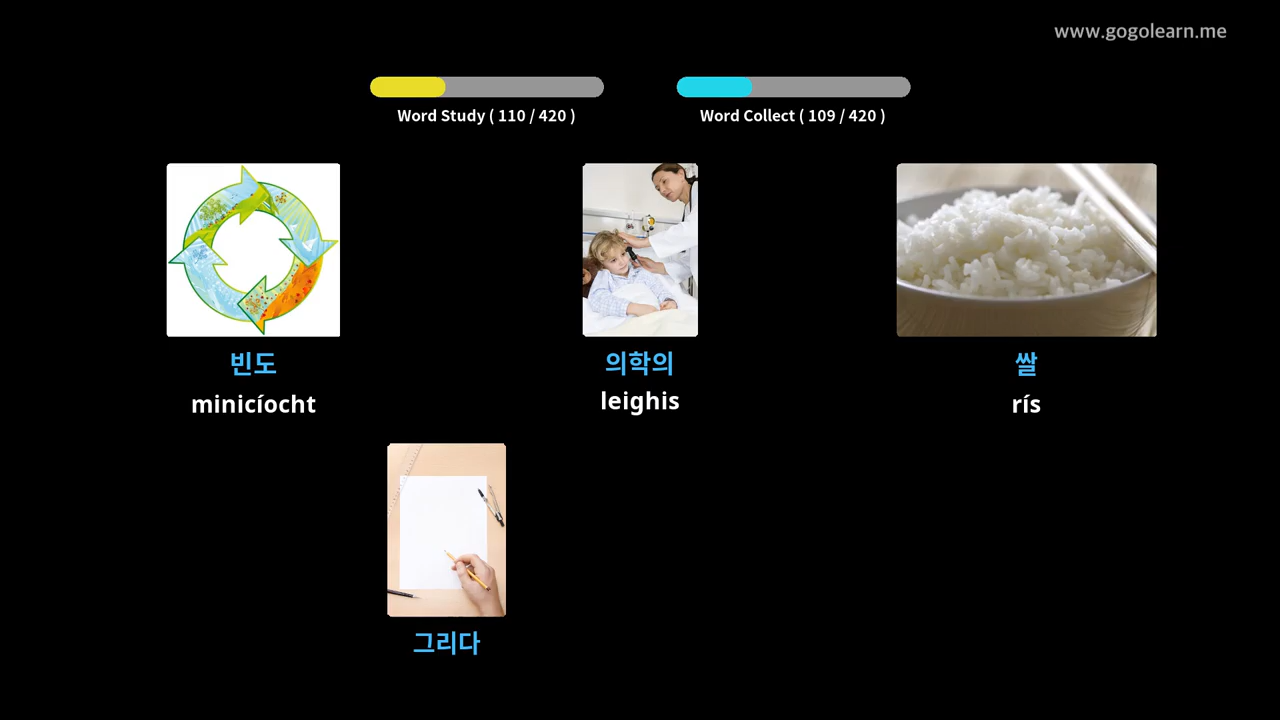 www.gogolearn.me
Word Study ( 110 / 420 )
Word Collect ( 109 / 420 )
빈도
minicíocht
의학의
leighis
쌀
rís
그리다